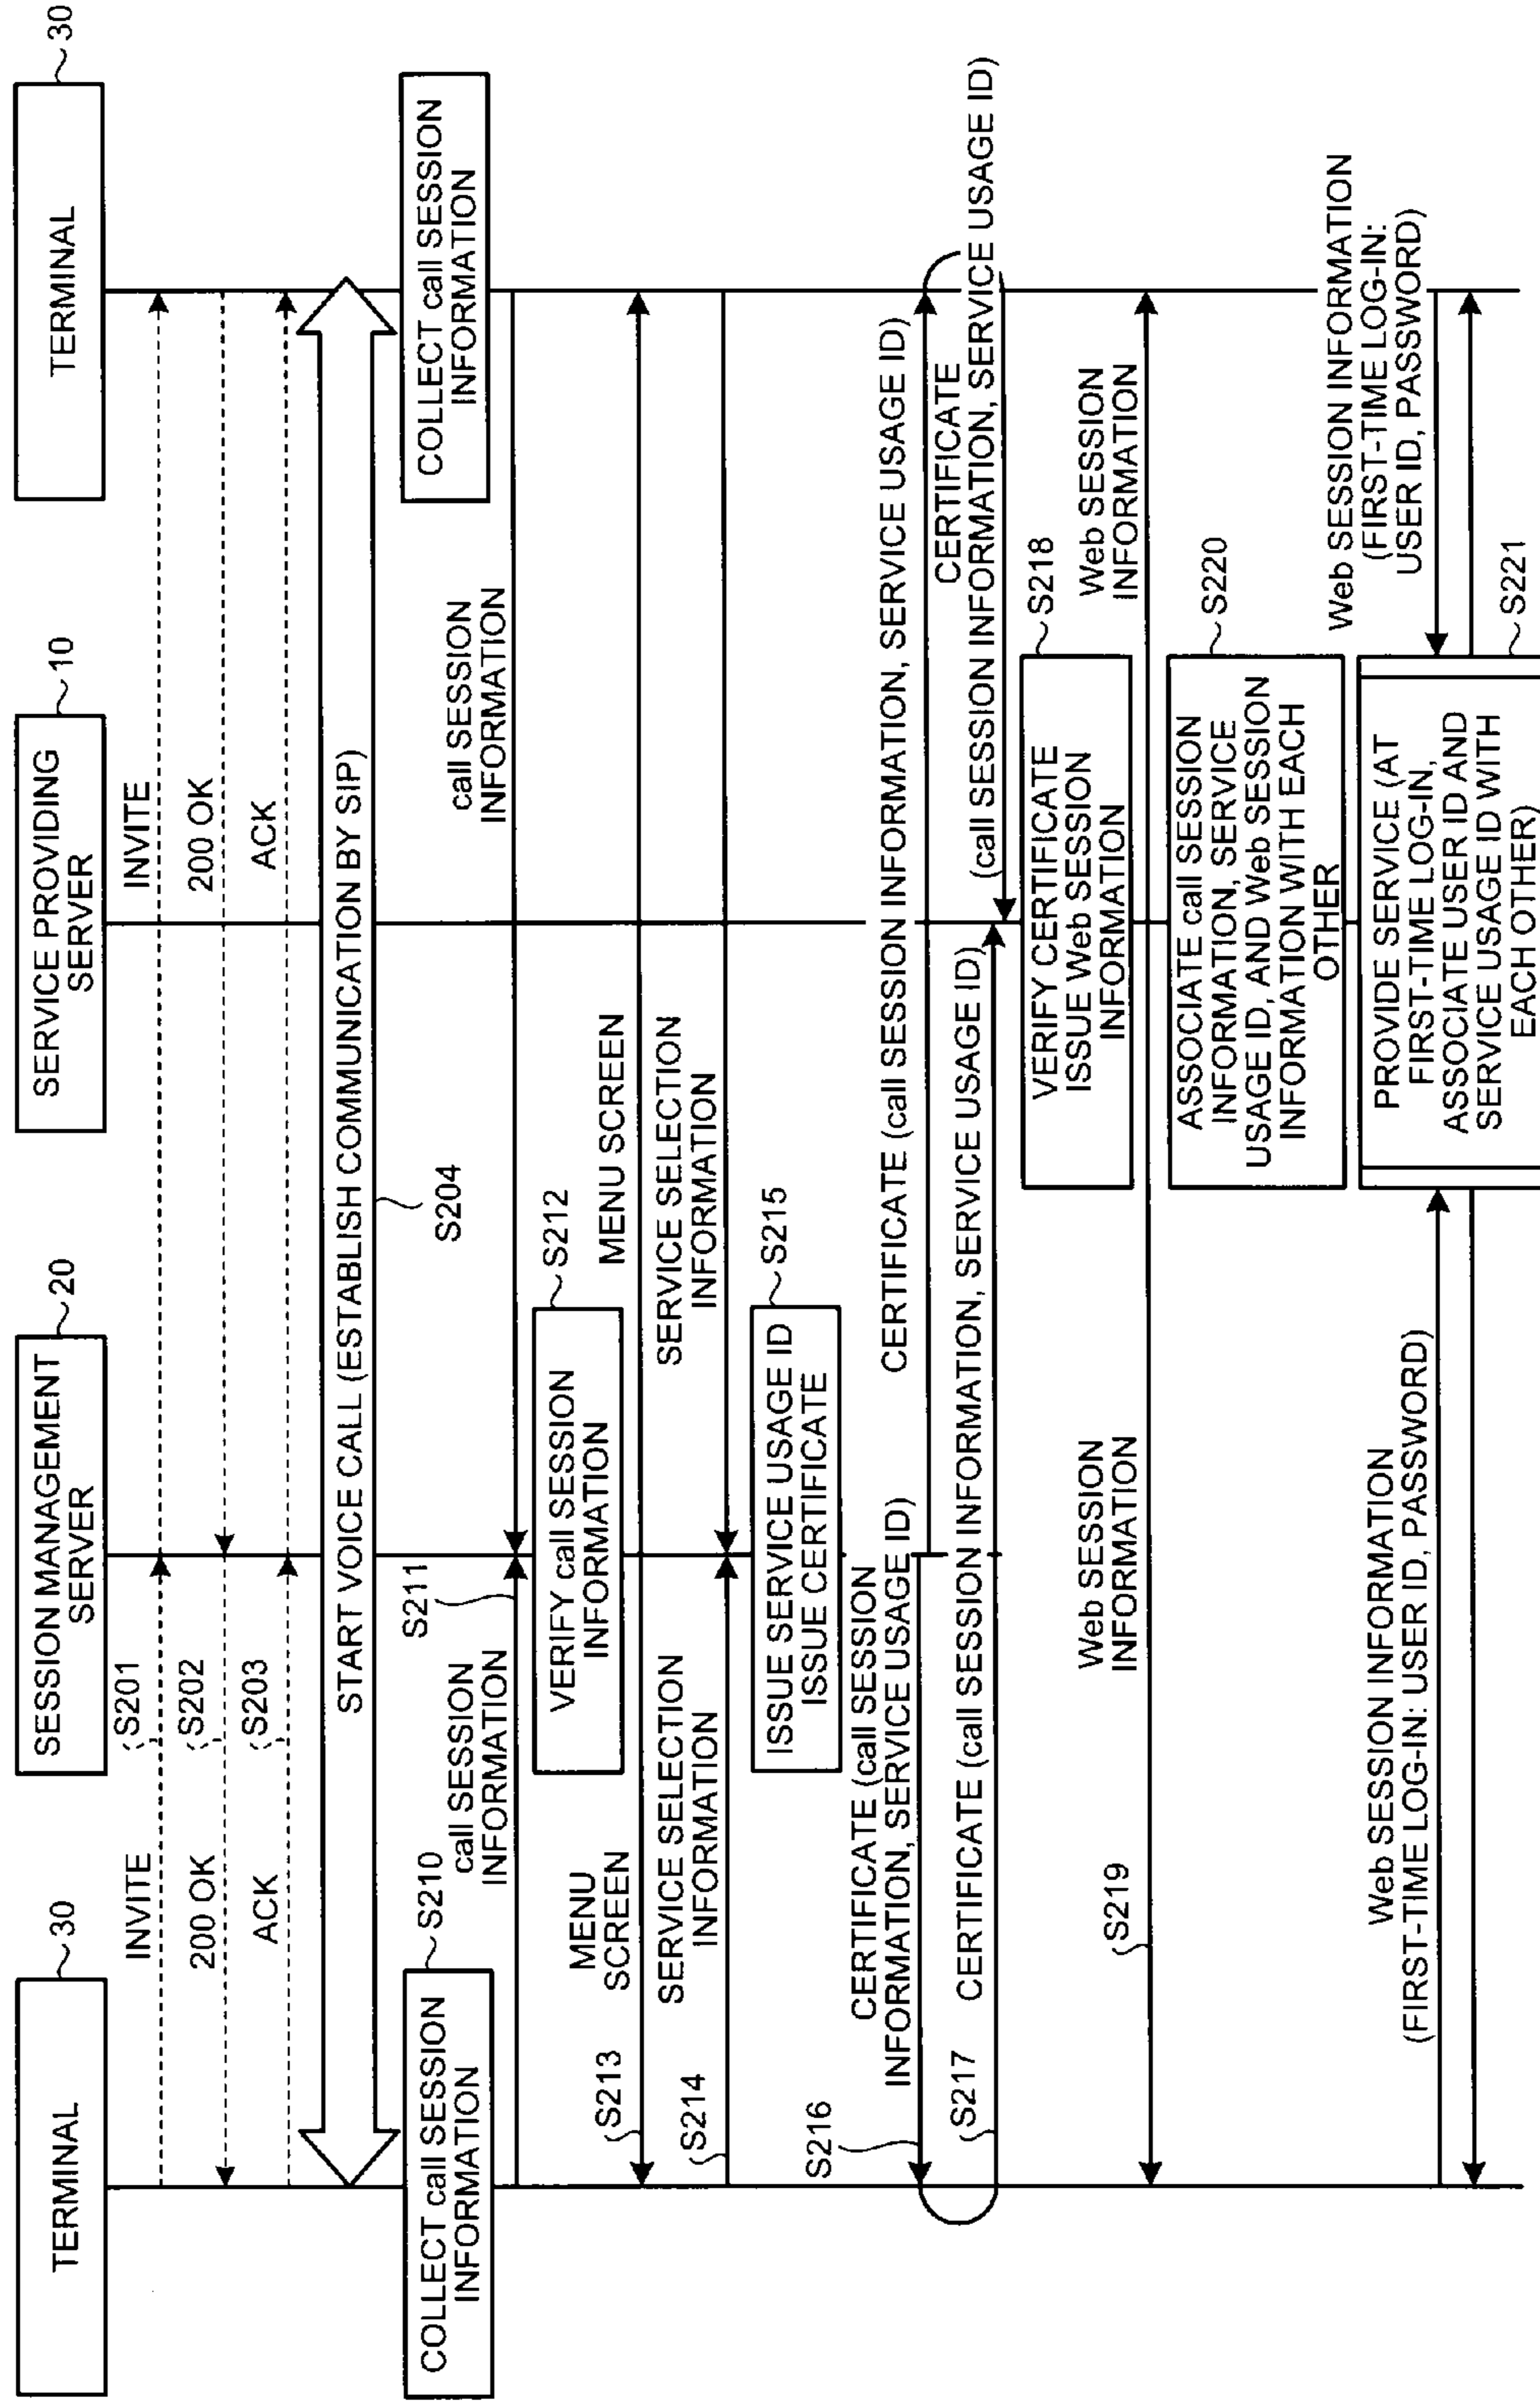 TERMINAL
30
SESSION MANAGEMENT
SERVER
20
SERVICE PROVIDING
SERVER
10
TERMINAL
30
INVITE
S201
INVITE
200 OK
S202
200 OK
ACK
S203
ACK
START VOICE CALL (ESTABLISH COMMUNICATION BY SIP)
S204
COLLECT call SESSION
INFORMATION
S210
COLLECT call SESSION
INFORMATION
call SESSION
INFORMATION
S211
call SESSION
INFORMATION
VERIFY call SESSION
INFORMATION
S212
S213
MENU
SCREEN
MENU SCREEN
S214
SERVICE SELECTION
INFORMATION
SERVICE SELECTION
INFORMATION
ISSUE SERVICE USAGE ID
ISSUE CERTIFICATE
S215
S216
CERTIFICATE (call SESSION
INFORMATION, SERVICE USAGE ID)
CERTIFICATE (call SESSION INFORMATION, SERVICE USAGE ID)
S217
CERTIFICATE (call SESSION INFORMATION, SERVICE USAGE ID)
CERTIFICATE
(call SESSION INFORMATION, SERVICE USAGE ID)
VERIFY CERTIFICATE
ISSUE Web SESSION
INFORMATION
S218
S219
Web SESSION
INFORMATION
Web SESSION
INFORMATION
ASSOCIATE call SESSION
INFORMATION, SERVICE
USAGE ID, AND Web SESSION
INFORMATION WITH EACH
OTHER
S220
Web SESSION INFORMATION
(FIRST-TIME LOG-IN: USER ID, PASSWORD)
Web SESSION INFORMATION
(FIRST-TIME LOG-IN:
USER ID, PASSWORD)
PROVIDE SERVICE (AT
FIRST-TIME LOG-IN,
ASSOCIATE USER ID AND
SERVICE USAGE ID WITH
EACH OTHER)
S221